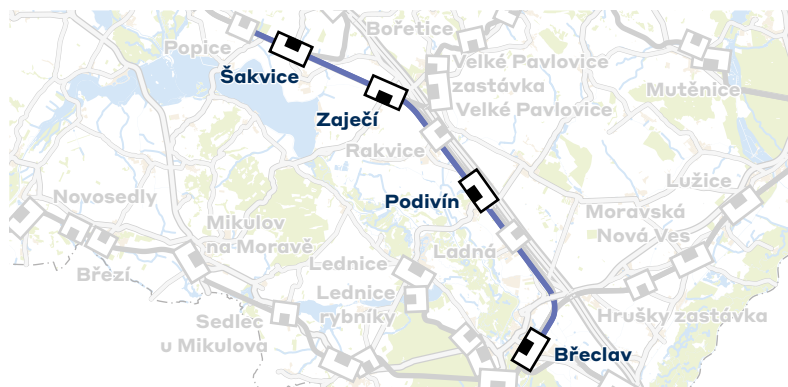 Popice
Bořetice
Šakvice
Velké Pavlovice
zastávka
Velké Pavlovice
Mutěnice
Zaječí
Rakvice
Lužice
Podivín
Novosedly
Moravská
Nová Ves
Mikulov
na Moravě
Ladná
Lednice
Březí
Lednice
rybníky
Hrušky zastávka
Sedlec
u Mikulova
Břeclav